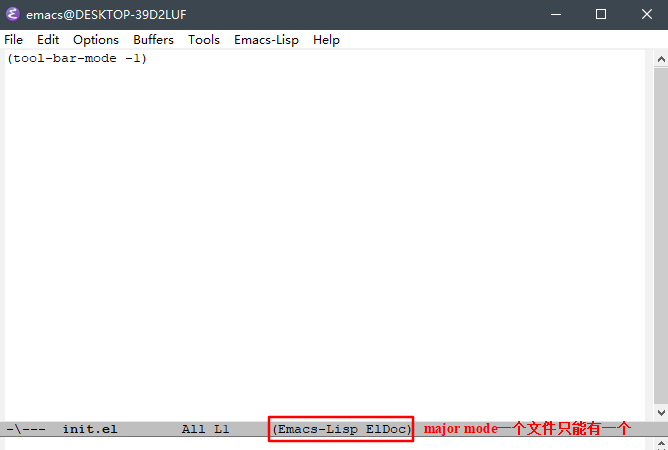 emacs@DESKTOP-39D2LUF
File Edit Options Buffers Tools Emacs-Lisp Help
(tool-bar-mode -1)
-\--- init.el All L1 (Emacs-Lisp ElDoc) major mode一个文件只能有一个